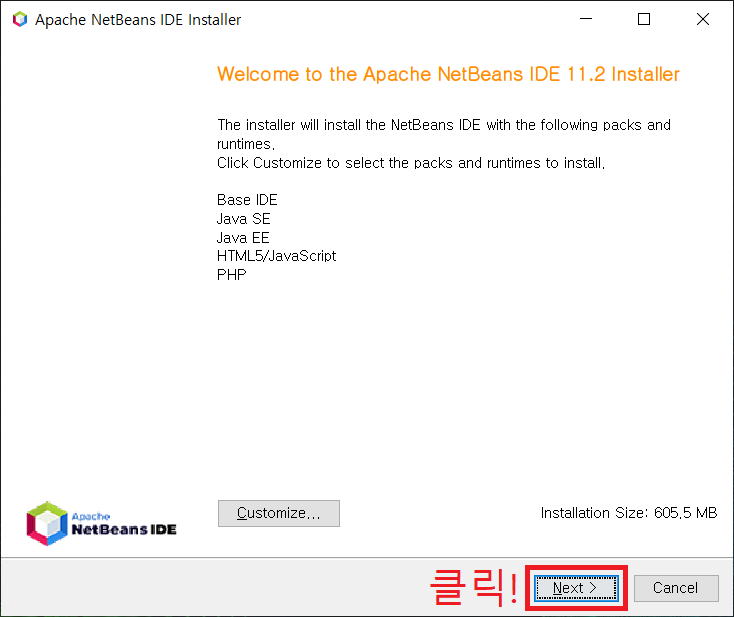 Apache NetBeans IDE Installer
Welcome to the Apache NetBeans IDE 11.2 Installer
The installer will install the NetBeans IDE with the following packs and
runtimes.
Click Customize to select the packs and runtimes to install.
Base IDE
Java SE
Java EE
HTML5/JavaScript
PHP
Apache
NetBeans IDE
Customize...
Installation Size: 605.5 MB
클릭!
Next >
Cancel